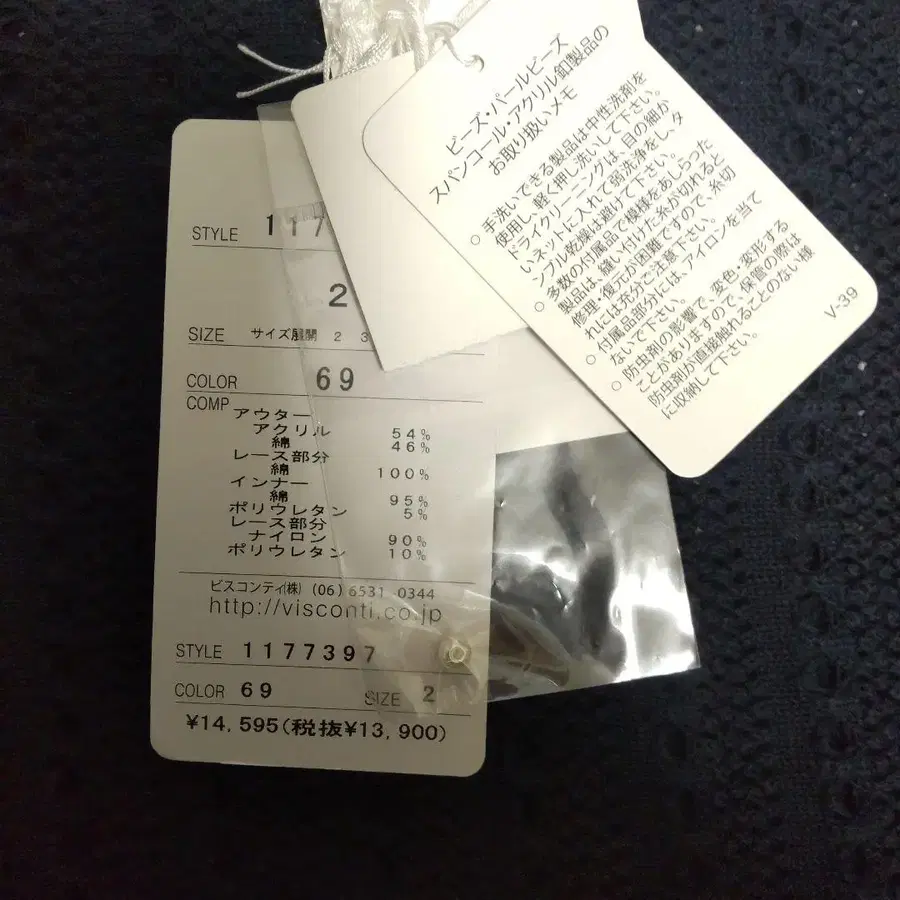 STYLE 117
2
SIZE サイズ展開 2 3
COLOR 69
COMP
アウター
アクリル 54%
綿 46%
レース部分
綿 100%
インナー
綿 95%
ポリウレタン 5%
レース部分
ナイロン 90%
ポリウレタン 10%
ビスコンティ(株) (06)6531-0344
http://visconti.co.jp
STYLE 1177397
COLOR 69 SIZE 2
¥14,595(税抜¥13,900)
ビーズ・パールビーズ
スパンコール・アクリル釦製品の
お取り扱いメモ
○ 手洗いできる製品は中性洗剤を
使用し、軽く押し洗いして下さい。
ドライクリーニングは、目の細か
いネットに入れて弱洗浄をし、タ
ンブル乾燥は避けて下さい。
○ 多数の付属品で模様をあしらった
製品は、縫い付けた糸が切れると
修理・復元が困難ですので、糸切
れには充分ご注意下さい。
○ 付属品部分には、アイロンを当て
ないで下さい。
○ 防虫剤の影響で、変色・変形する
ことがありますので、保管の際は
防虫剤が直接触れることのない様
に収納して下さい。
V-39